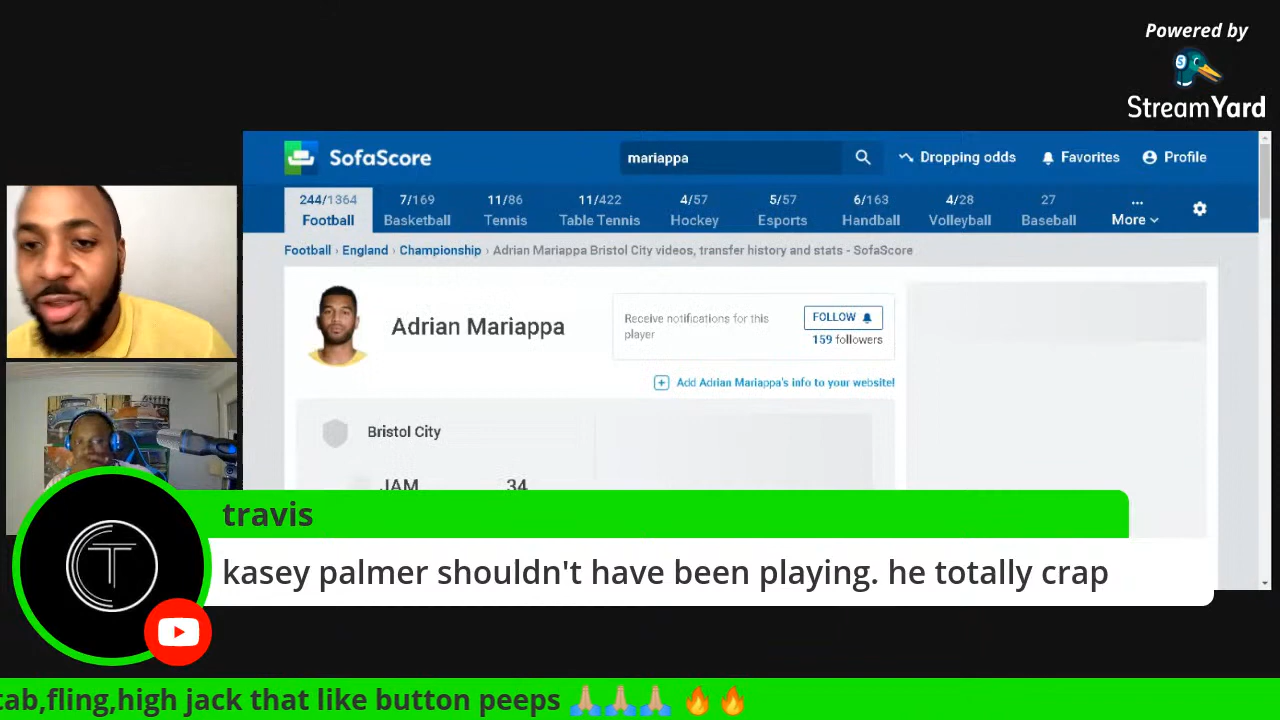 Powered by
StreamYard
SofaScore
mariappa
Dropping odds
Favorites
Profile
244/1364
7/169
11/86
11/422
4/57
5/57
6/163
4/28
27
...
Football
Basketball
Tennis
Table Tennis
Hockey
Esports
Handball
Volleyball
Baseball
More
Football › England › Championship › Adrian Mariappa Bristol City videos, transfer history and stats - SofaScore
Adrian Mariappa
Receive notifications for this
player
FOLLOW
159 followers
Add Adrian Mariappa's info to your website!
Bristol City
JAM
34
travis
kasey palmer shouldn't have been playing. he totally crap
tab,fling,high jack that like button peeps 🙏🏽🙏🏽🙏🏽 🔥🔥